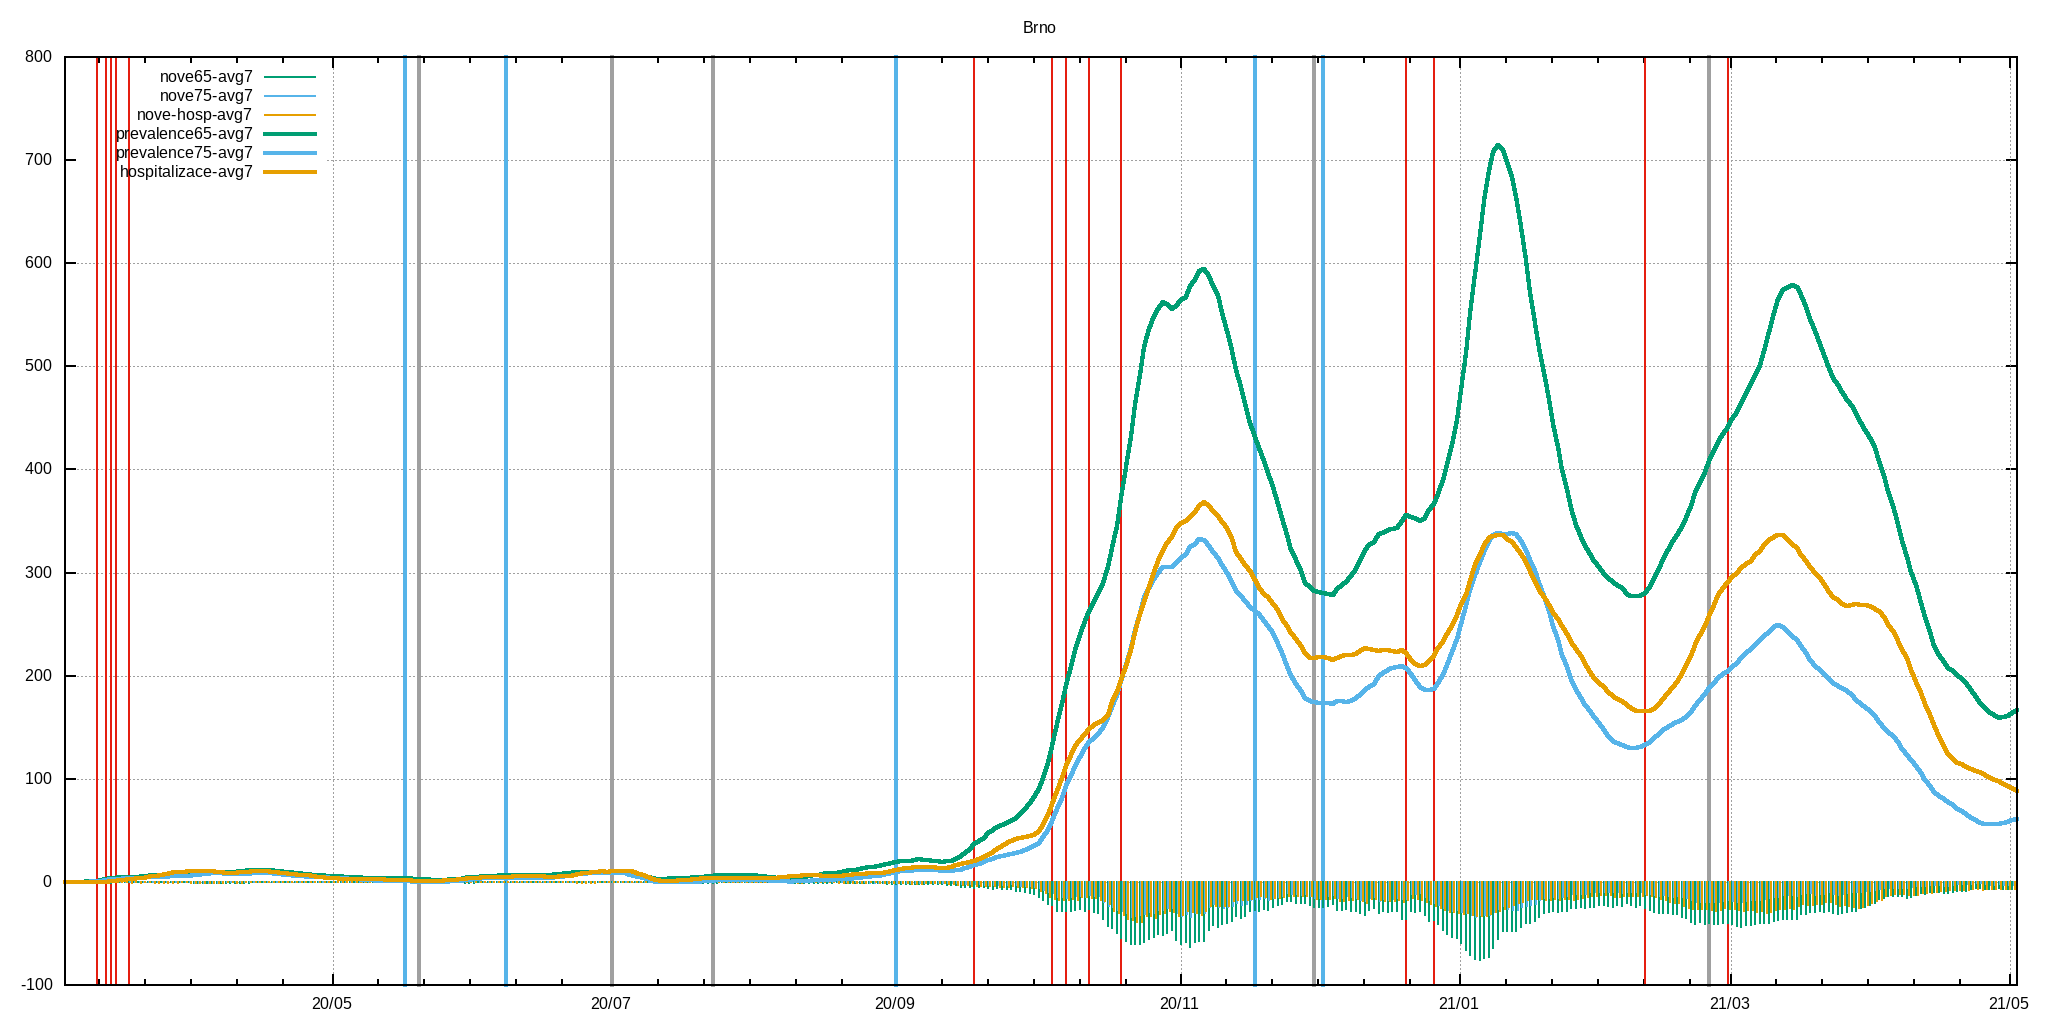 Brno
800
nove65-avg7
nove75-avg7
nove-hosp-avg7
prevalence65-avg7
prevalence75-avg7
hospitalizace-avg7
700
600
500
400
300
200
100
0
-100
20/05 20/07 20/09 20/11 21/01 21/03 21/05